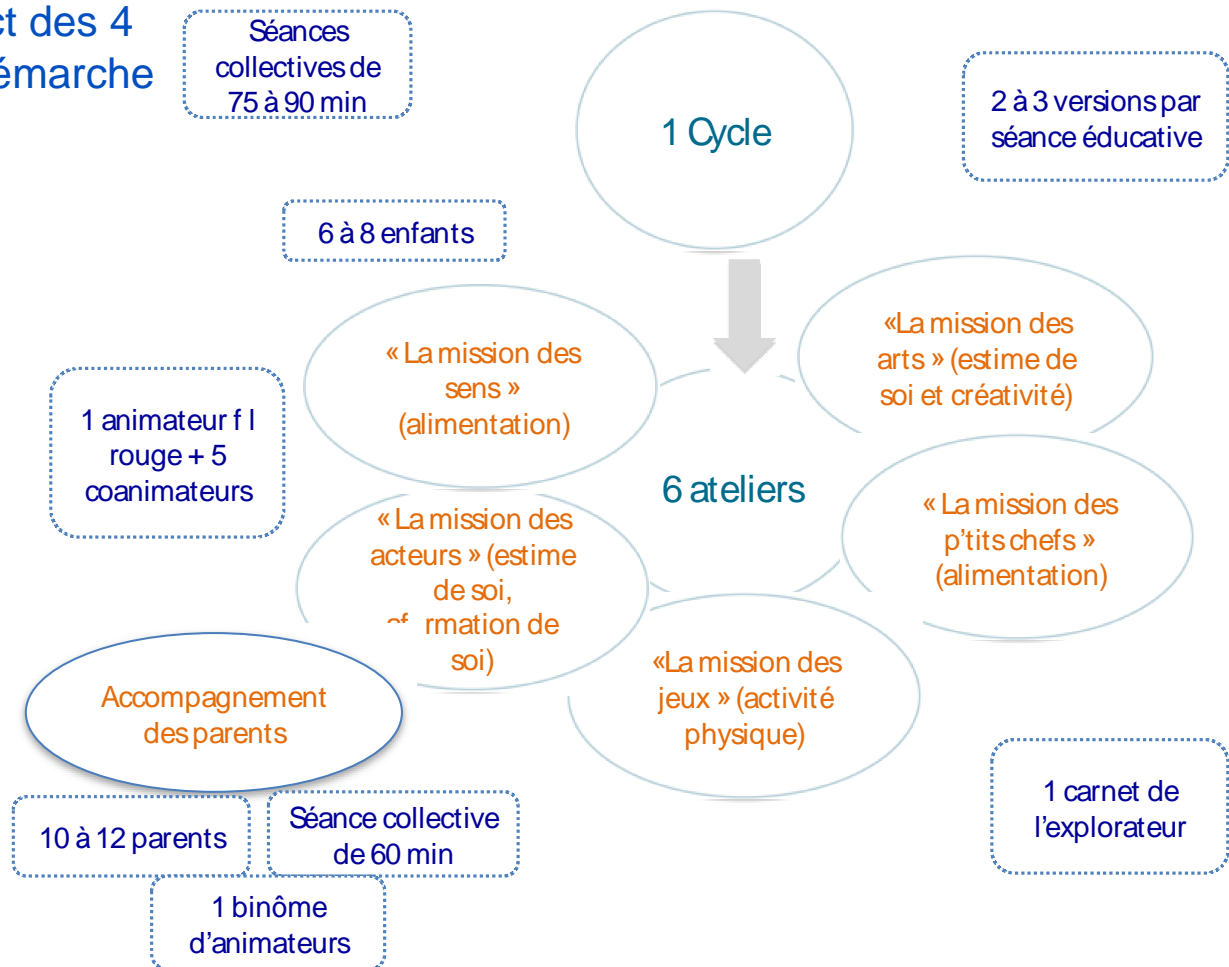 ct des 4
émarche
Séances
collectives de
75 à 90 min
1 Cycle
2 à 3 versions par
séance éducative
6 à 8 enfants
«La mission des
arts » (estime de
soi et créativité)
« La mission des
sens »
(alimentation)
1 animateur f l
rouge + 5
coanimateurs
6 ateliers
« La mission des
p'tits chefs »
(alimentation)
« La mission des
acteurs » (estime
de soi,
rmation de
soi)
«La mission des
jeux » (activité
physique)
Accompagnement
des parents
1 carnet de
l’explorateur
10 à 12 parents
Séance collective
de 60 min
1 binôme
d’animateurs